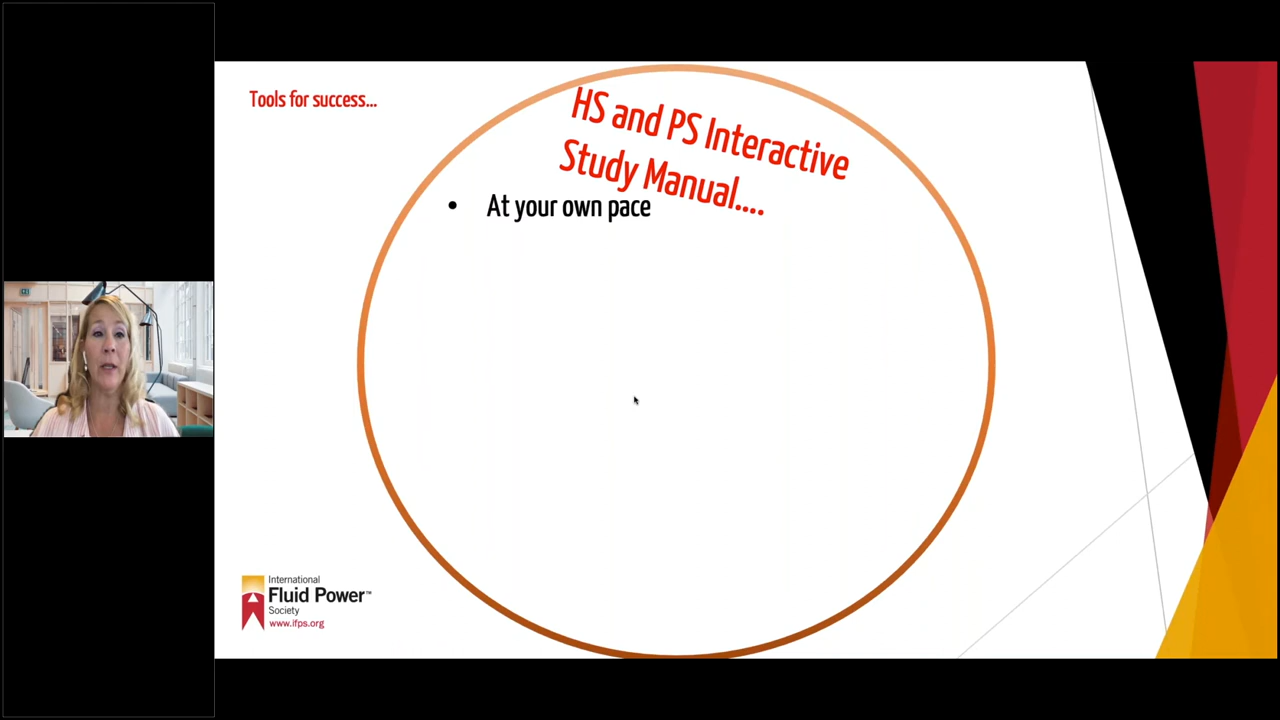 Tools for success...
HS and PS Interactive
Study Manual....
• At your own pace
International
Fluid Power™
Society
www.ifps.org